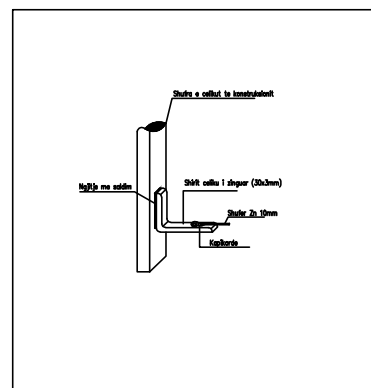 Shufra e celikut te konstruksionit
Shirit celiku i zinguar (30x3mm)
Ngjitje me saldim
Shufer Zn 10mm
Kapikorde